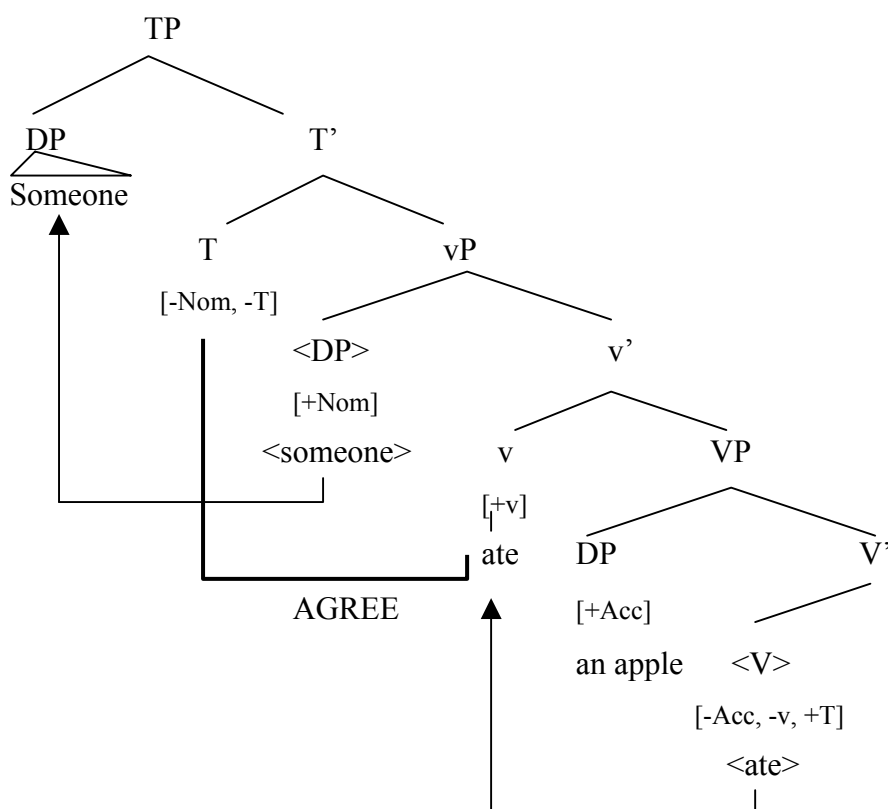 TP
DP T’
Someone
T vP
[-Nom, -T]
<DP> v’
[+Nom]
<someone> v VP
[+v]
ate DP V’
AGREE
[+Acc]
an apple <V>
[-Acc, -v, +T]
<ate>